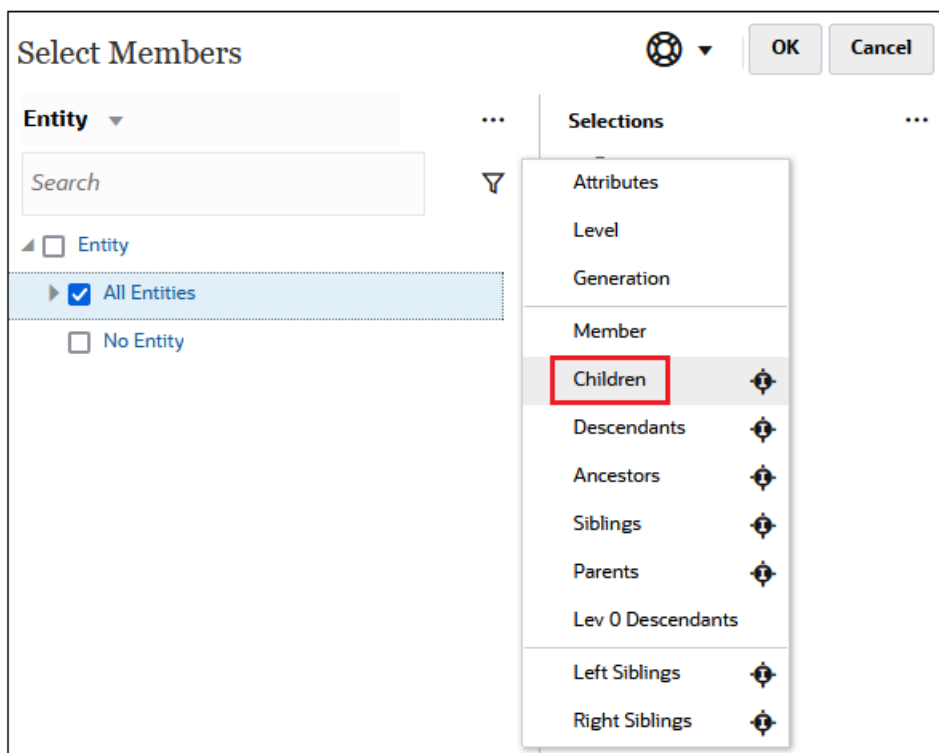 Select Members
OK
Cancel
Entity
Selections
Search
Entity
All Entities
No Entity
Attributes
Level
Generation
Member
Children
Descendants
Ancestors
Siblings
Parents
Lev 0 Descendants
Left Siblings
Right Siblings